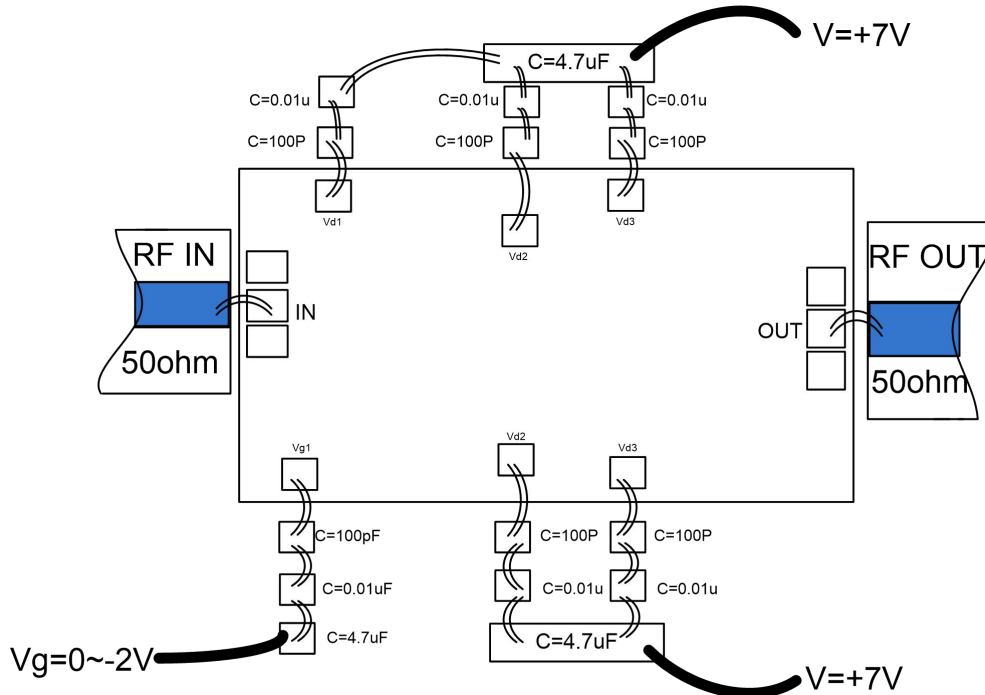 V=+7V
C=4.7uF
C=0.01u
C=0.01u
C=0.01u
C=100P
C=100P
C=100P
Vd1
Vd2
Vd3
RF IN
50ohm
IN
RF OUT
OUT
50ohm
Vg1
Vd2
Vd3
C=100pF
C=100P
C=100P
C=0.01uF
C=0.01u
C=0.01u
C=4.7uF
C=4.7uF
Vg=0~-2V
V=+7V